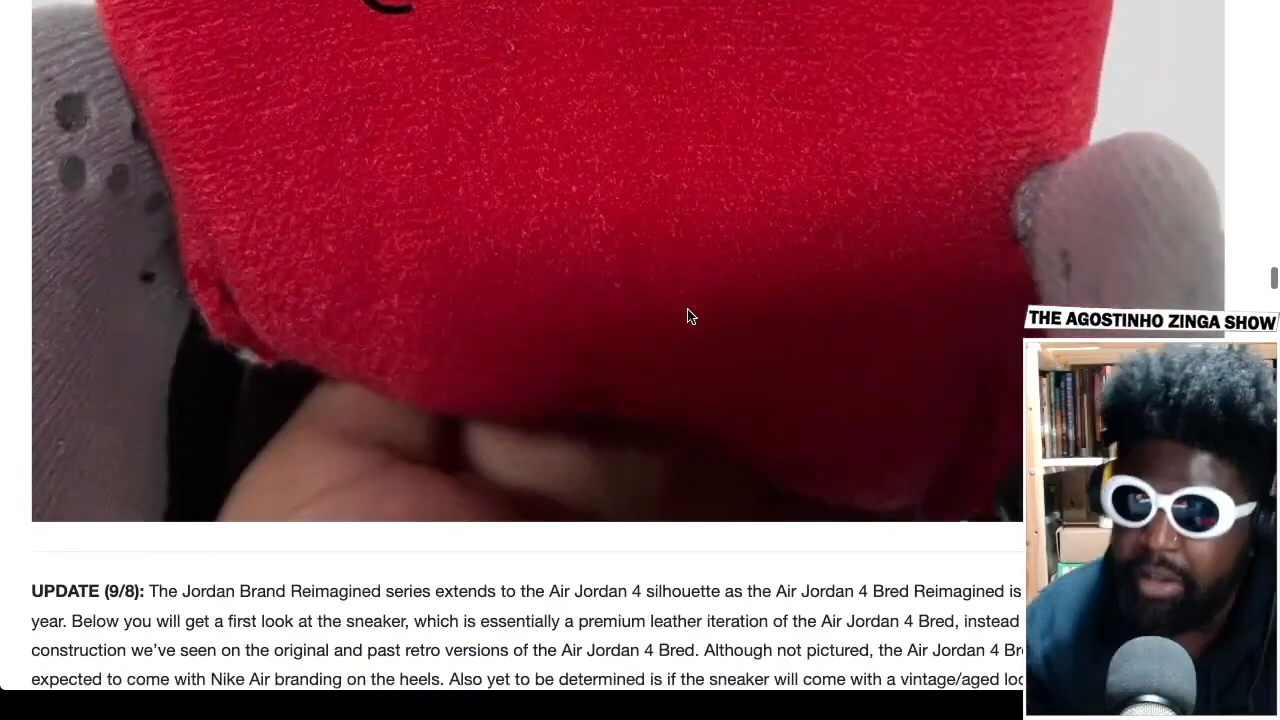 THE AGOSTINHO ZINGA SHOW
UPDATE (9/8): The Jordan Brand Reimagined series extends to the Air Jordan 4 silhouette as the Air Jordan 4 Bred Reimagined is
year. Below you will get a first look at the sneaker, which is essentially a premium leather iteration of the Air Jordan 4 Bred, instead
construction we’ve seen on the original and past retro versions of the Air Jordan 4 Bred. Although not pictured, the Air Jordan 4
expected to come with Nike Air branding on the heels. Also yet to be determined is if the sneaker will come with a vintage/aged